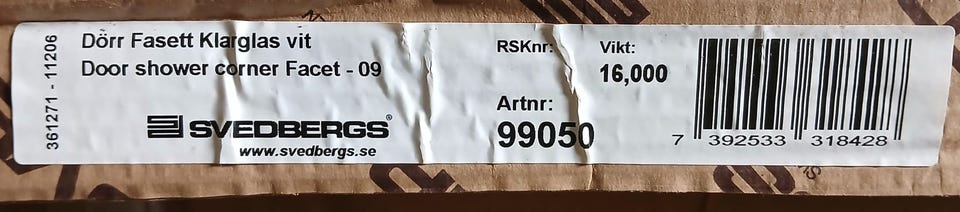 361271 - 11206
Dörr Fasett Klarglas vit
Door shower corner Facet - 09
SVEDBERGS®
www.svedbergs.se
RSKnr:
Artnr:
99050
Vikt:
16,000
7 392533 318428